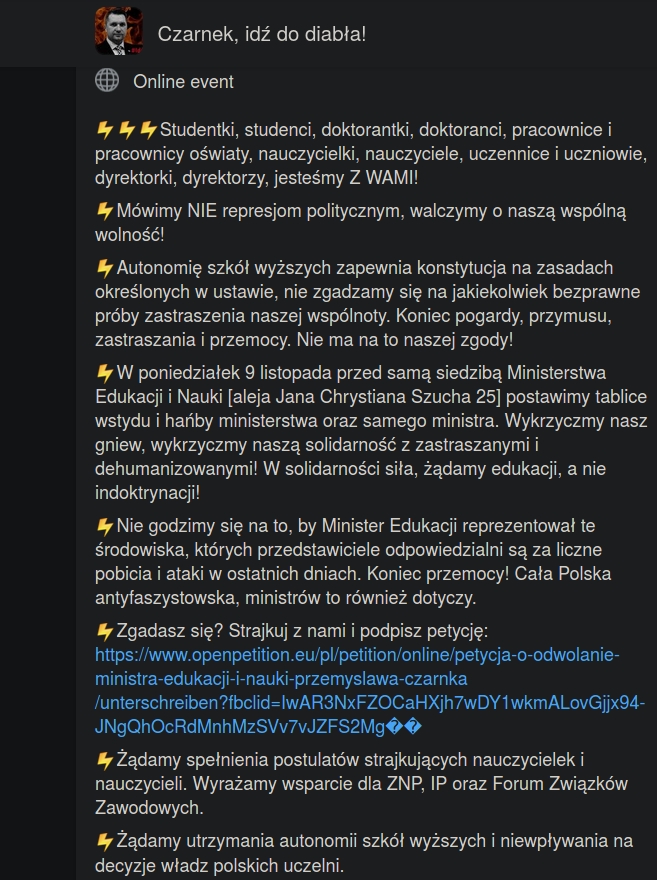 Czarnek, idź do diabła!
Online event
⚡⚡⚡Studentki, studenci, doktorantki, doktoranci, pracownice i
pracownicy oświaty, nauczycielki, nauczyciele, uczennice i uczniowie,
dyrektorki, dyrektorzy, jesteśmy Z WAMI!
⚡Mówimy NIE represjom politycznym, walczymy o naszą wspólną
wolność!
⚡Autonomię szkół wyższych zapewnia konstytucja na zasadach
określonych w ustawie, nie zgadzamy się na jakiekolwiek bezprawne
próby zastraszenia naszej wspólnoty. Koniec pogardy, przymusu,
zastraszania i przemocy. Nie ma na to naszej zgody!
⚡W poniedziałek 9 listopada przed samą siedzibą Ministerstwa
Edukacji i Nauki [aleja Jana Chrystiana Szucha 25] postawimy tablice
wstydu i hańby ministerstwa oraz samego ministra. Wykrzyczmy nasz
gniew, wykrzyczmy naszą solidarność z zastraszanymi i
dehumanizowanymi! W solidarności siła, żądamy edukacji, a nie
indoktrynacji!
⚡Nie godzimy się na to, by Minister Edukacji reprezentował te
środowiska, których przedstawiciele odpowiedzialni są za liczne
pobicia i ataki w ostatnich dniach. Koniec przemocy! Cała Polska
antyfaszystowska, ministrów to również dotyczy.
⚡Zgadasz się? Strajkuj z nami i podpisz petycję:
https://www.openpetition.eu/pl/petition/online/petycja-o-odwolanie-
ministra-edukacji-i-nauki-przemyslawa-czarnka
/unterschreiben?fbclid=IwAR3NxFZOCaHXjh7wDY1wkmALovGjjx94-
JNgQhOcRdMnhMzSVv7vJZFS2Mg��
⚡Żądamy spełnienia postulatów strajkujących nauczycielek i
nauczycieli. Wyrażamy wsparcie dla ZNP, IP oraz Forum Związków
Zawodowych.
⚡Żądamy utrzymania autonomii szkół wyższych i niewpływania na
decyzje władz polskich uczelni.